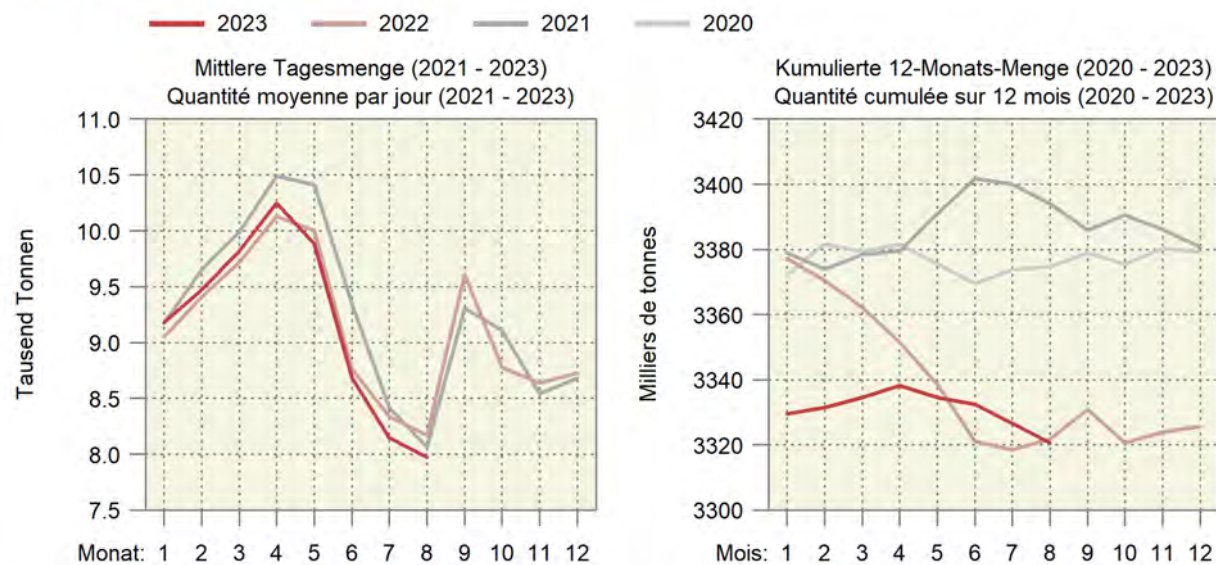 2023 2022 2021 2020
Mittlere Tagesmenge (2021 - 2023)
Quantité moyenne par jour (2021 - 2023)
Tausend Tonnen
11.0
10.5
10.0
9.5
9.0
8.5
8.0
7.5
Monat: 1 2 3 4 5 6 7 8 9 10 11 12
Kumulierte 12-Monats-Menge (2020 - 2023)
Quantité cumulée sur 12 mois (2020 - 2023)
Milliers de tonnes
3420
3400
3380
3360
3340
3320
3300
Mois: 1 2 3 4 5 6 7 8 9 10 11 12